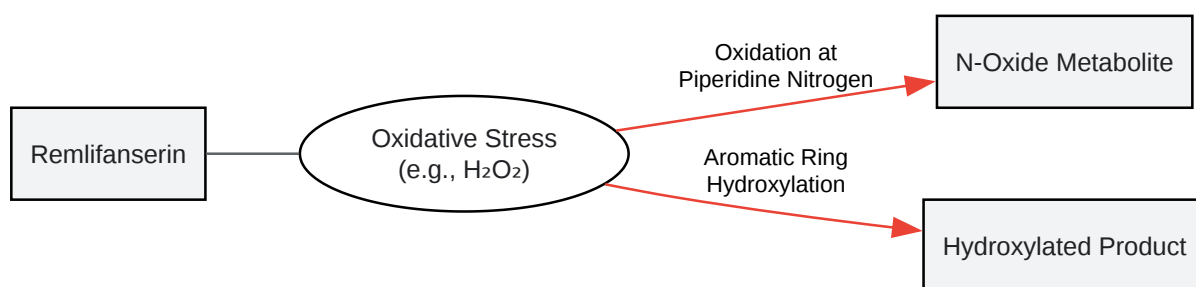 Remlifanserin
Oxidative Stress
(e.g., H₂O₂)
Oxidation at
Piperidine Nitrogen
N-Oxide Metabolite
Aromatic Ring
Hydroxylation
Hydroxylated Product